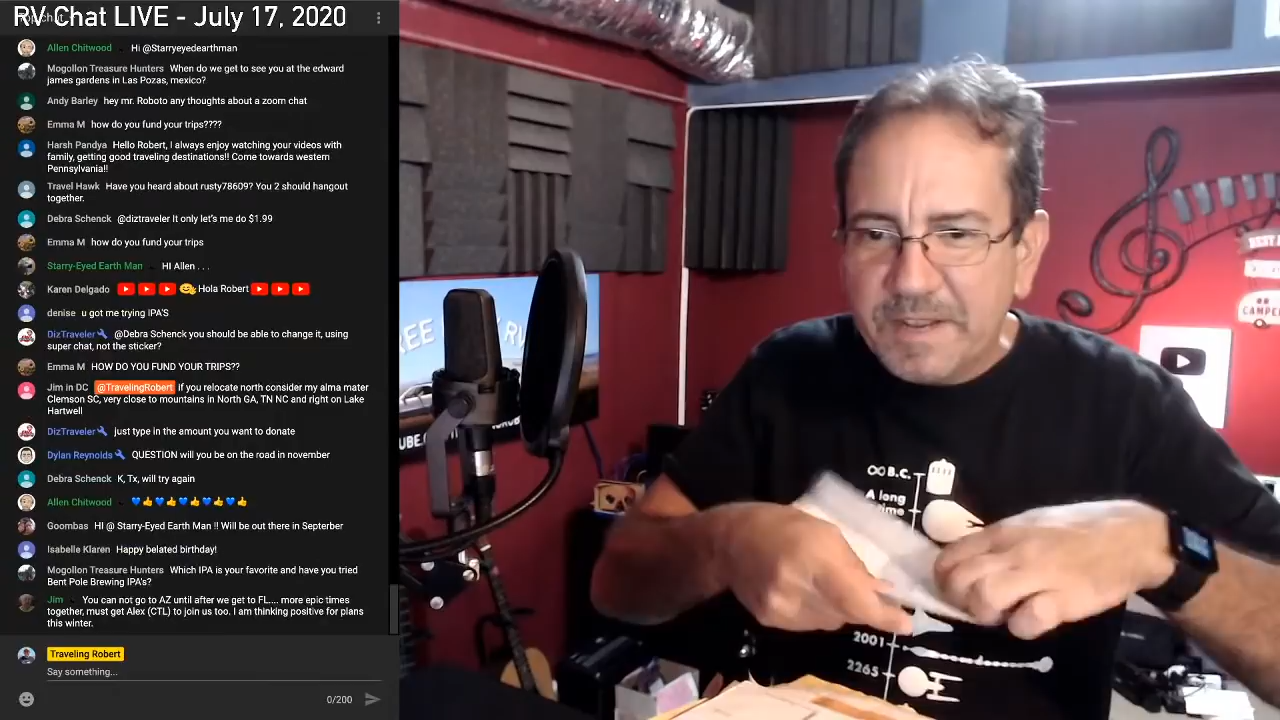 RV Chat LIVE - July 17, 2020
Allen Chitwood Hi @Starryeyedearthman
Mogollon Treasure Hunters When do we get to see you at the edward
james gardens in Las Pozas, mexico?
Andy Barley hey mr. Roboto any thoughts about a zoom chat
Emma M how do you fund your trips????
Harsh Pandya Hello Robert, I always enjoy watching your videos with
family, getting good traveling destinations!! Come towards western
Pennsylvania!!
Travel Hawk Have you heard about rusty78609? You 2 should hangout
together.
Debra Schenck @diztraveler It only let's me do $1.99
Emma M how do you fund your trips
Starry-Eyed Earth Man HI Allen . . .
Karen Delgado Hola Robert
denise u got me trying IPA'S
DizTraveler @Debra Schenck you should be able to change it, using
super chat, not the sticker?
Emma M HOW DO YOU FUND YOUR TRIPS??
Jim in DC @TravelingRobert If you relocate north consider my alma mater
Clemson SC, very close to mountains in North GA, TN NC and right on Lake
Hartwell
DizTraveler just type in the amount you want to donate
Dylan Reynoids QUESTION will you be on the road in november
Debra Schenck K, Tx, will try again
Allen Chitwood 💙👍💙👍💙👍💙👍💙👍
Goombas HI @ Starry-Eyed Earth Man !! Will be out there in Septerber
Isabelle Klaren Happy belated birthday!
Mogollon Treasure Hunters Which IPA is your favorite and have you tried
Bent Pole Brewing IPA's?
Jim You can not go to AZ until after we get to FL.... more epic times
together, must get Alex (CTL) to join us too. I am thinking positive for plans
this winter.
Traveling Robert
Say something...
0/200
∞ B.C.
A long
2001
2265
CAMPE